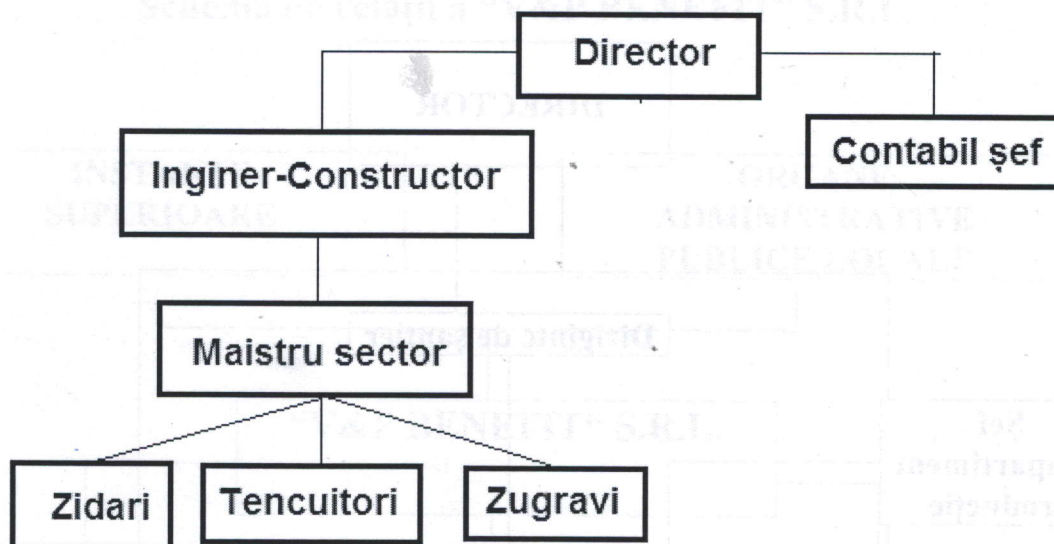 Director
Contabil șef
Inginer-Constructor
Maistru sector
Zidari
Tencuitori
Zugravi